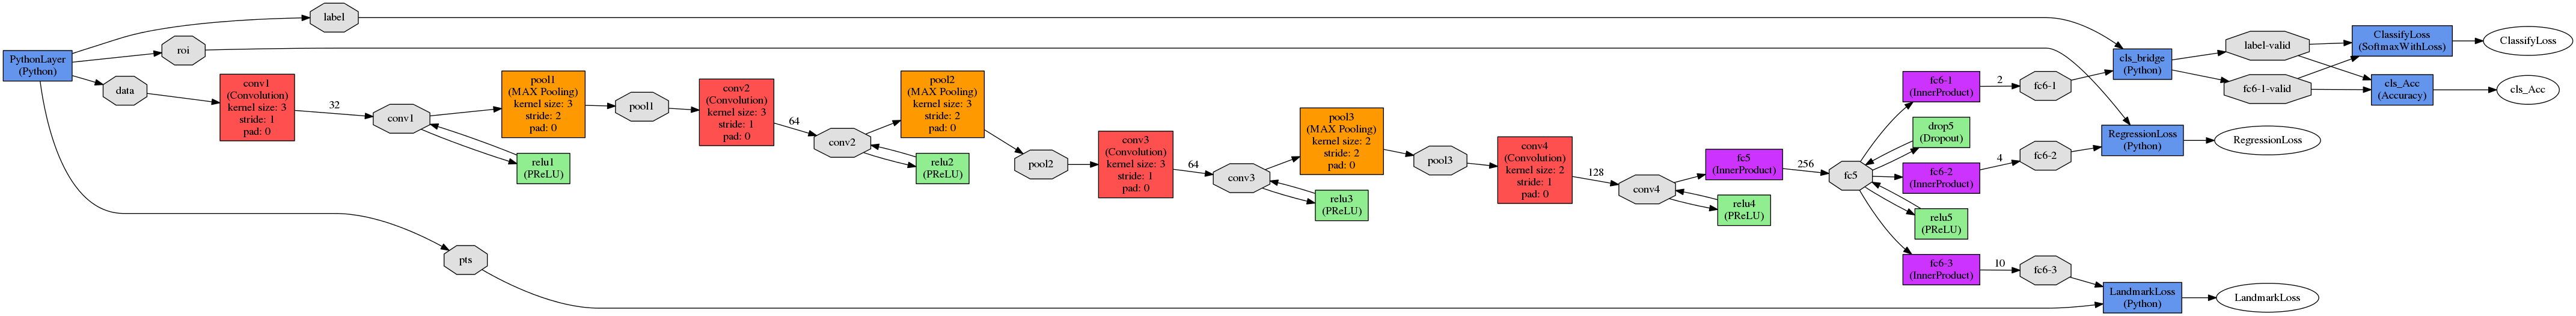 label
roi
PythonLayer
(Python)
data
conv1
(Convolution)
kernel size: 3
stride: 1
pad: 0
32
conv1
pool1
(MAX Pooling)
kernel size: 3
stride: 2
pad: 0
relu1
(PReLU)
pool1
conv2
(Convolution)
kernel size: 3
stride: 1
pad: 0
64
conv2
pool2
(MAX Pooling)
kernel size: 3
stride: 2
pad: 0
relu2
(PReLU)
pool2
conv3
(Convolution)
kernel size: 3
stride: 1
pad: 0
64
conv3
pool3
(MAX Pooling)
kernel size: 2
stride: 2
pad: 0
relu3
(PReLU)
pool3
conv4
(Convolution)
kernel size: 2
stride: 1
pad: 0
128
conv4
fc5
(InnerProduct)
relu4
(PReLU)
256
fc5
fc6-1
(InnerProduct)
drop5
(Dropout)
fc6-2
(InnerProduct)
relu5
(PReLU)
fc6-3
(InnerProduct)
2
fc6-1
4
fc6-2
10
fc6-3
cls_bridge
(Python)
RegressionLoss
(Python)
LandmarkLoss
(Python)
label-valid
fc6-1-valid
ClassifyLoss
(SoftmaxWithLoss)
cls_Acc
(Accuracy)
ClassifyLoss
cls_Acc
RegressionLoss
LandmarkLoss
pts